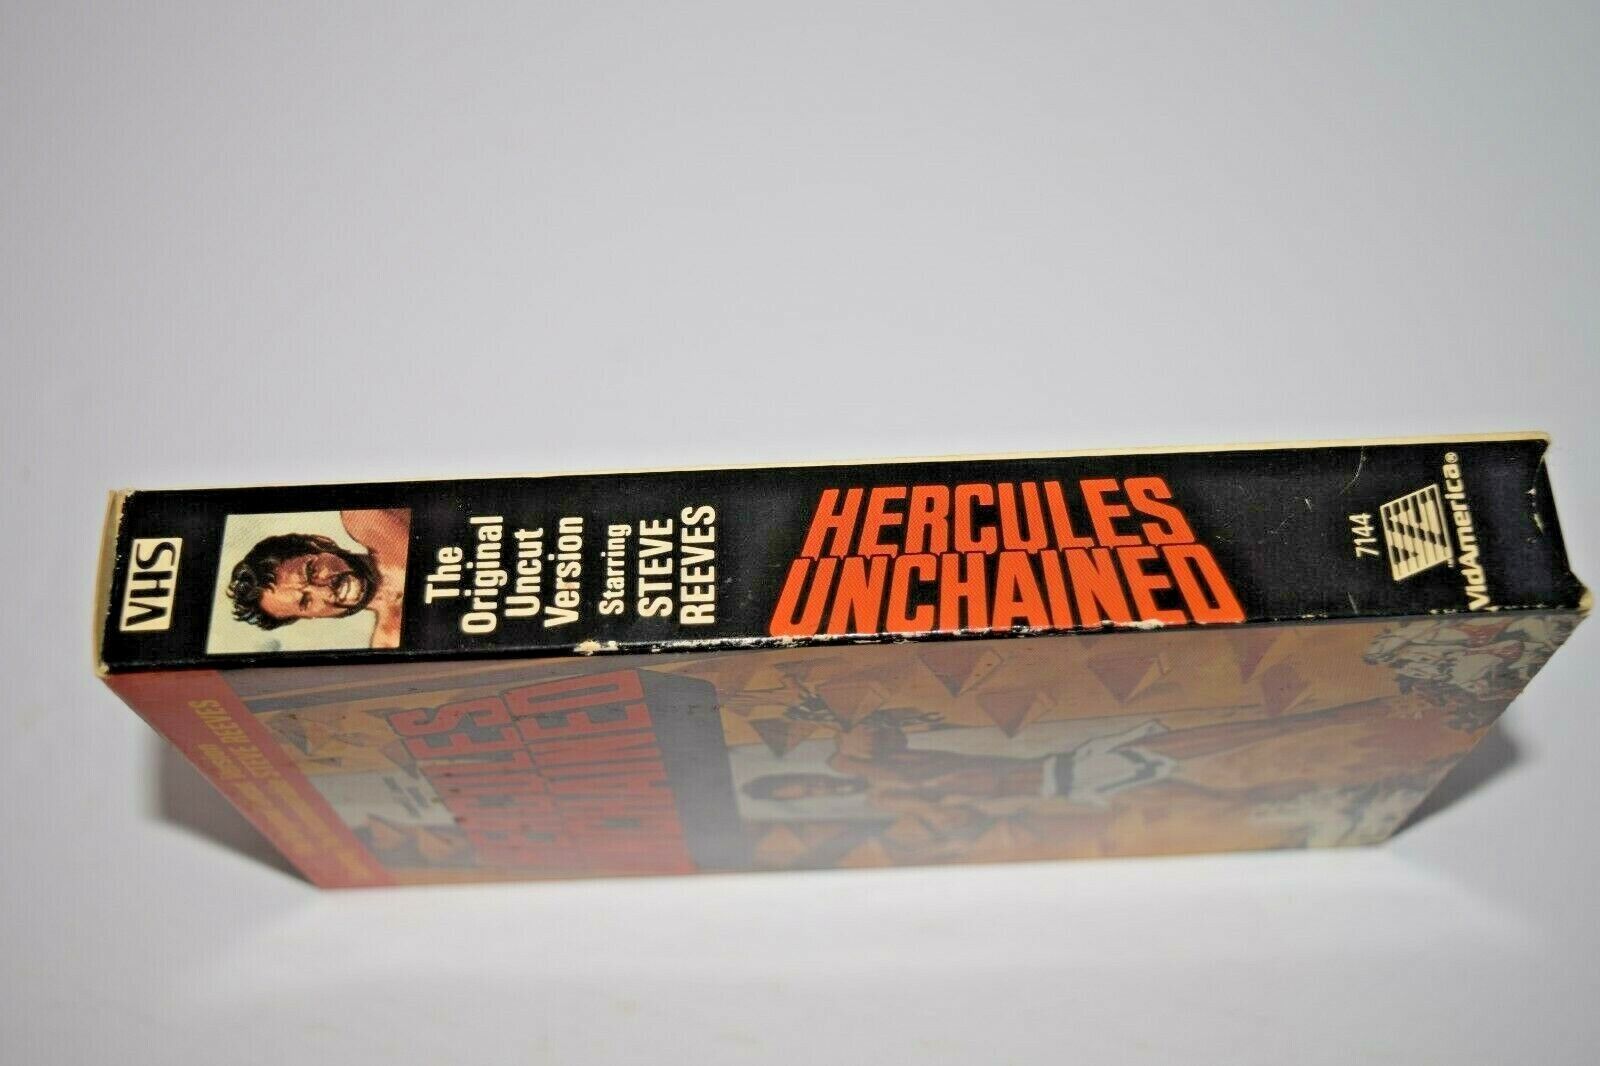 VHS
The
Original
Uncut
Version
Starring
STEVE
REEVES
HERCULES
UNCHAINED
7144
VidAmerica®
HERCULES
UNCHAINED
STEVE REEVES